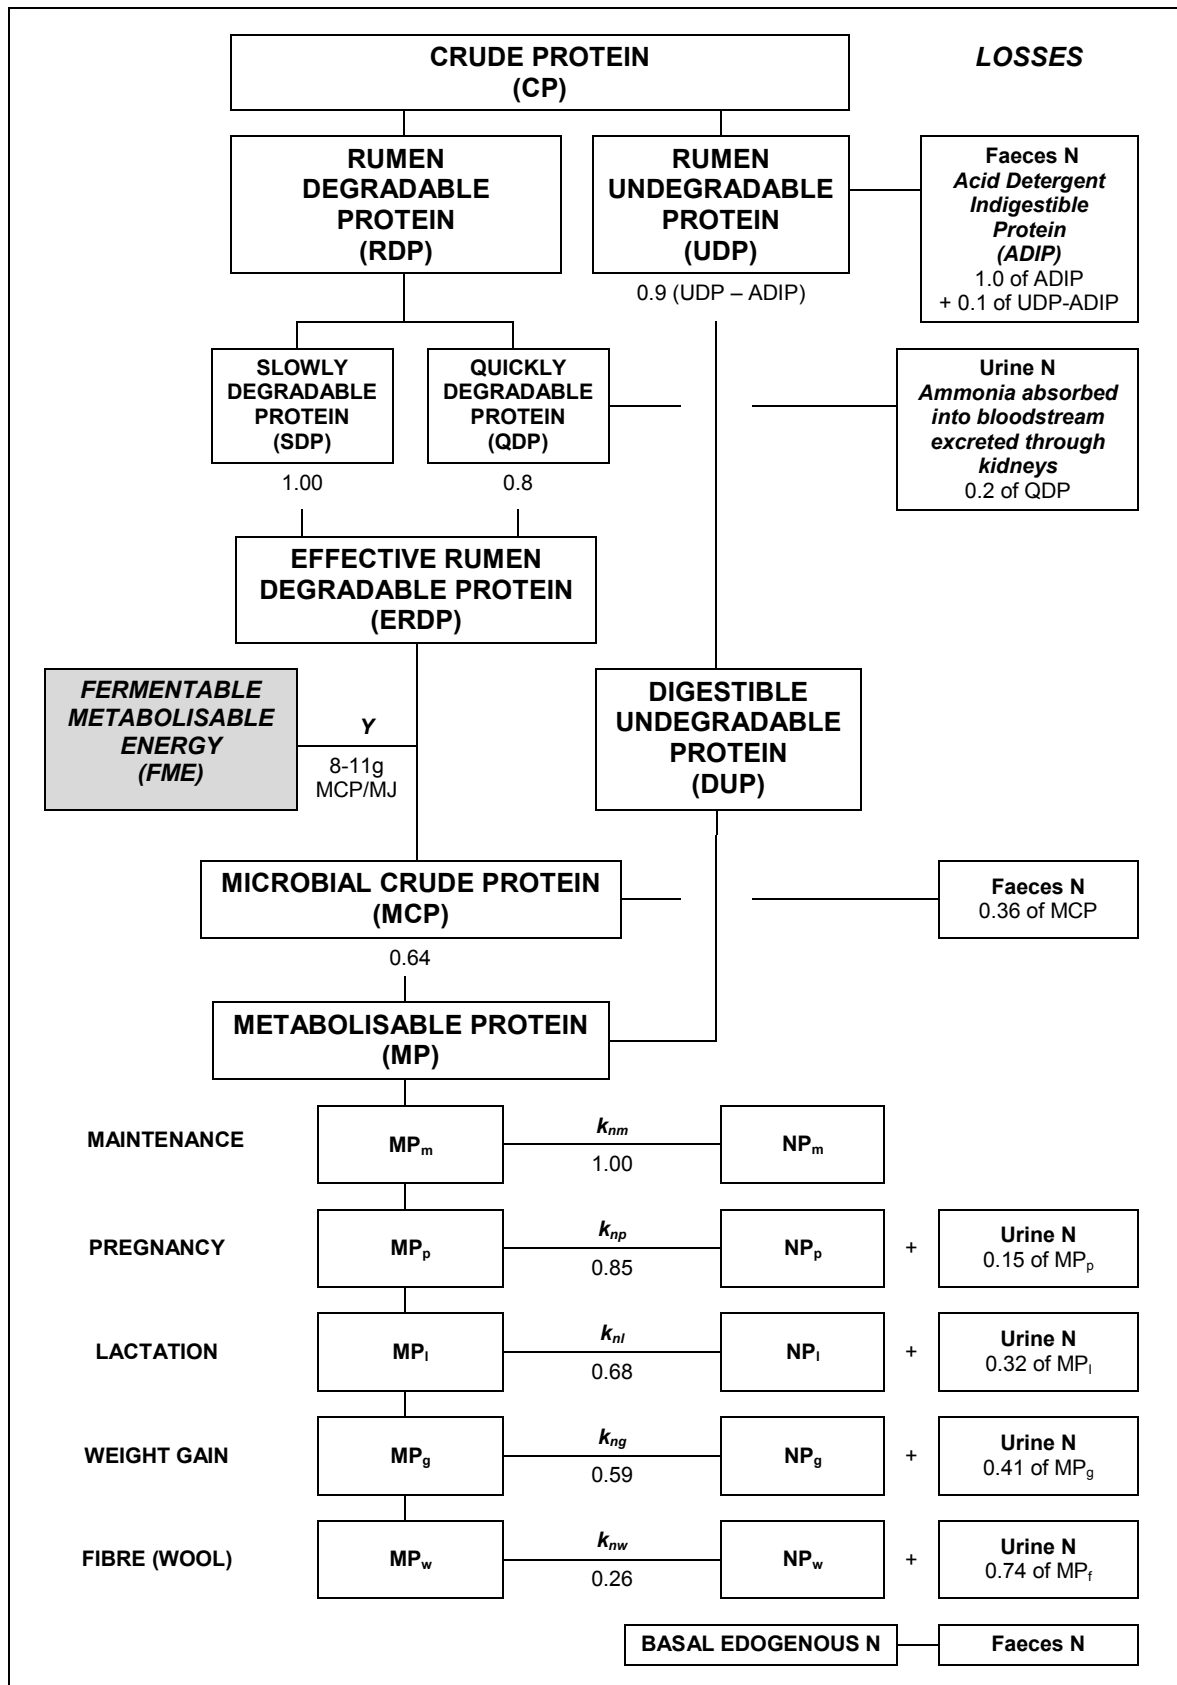 CRUDE PROTEIN
(CP)
LOSSES
RUMEN
DEGRADABLE
PROTEIN
(RDP)
RUMEN
UNDEGRADABLE
PROTEIN
(UDP)
0.9 (UDP – ADIP)
Faeces N
Acid Detergent
Indigestible
Protein
(ADIP)
1.0 of ADIP
+ 0.1 of UDP-ADIP
SLOWLY
DEGRADABLE
PROTEIN
(SDP)
1.00
QUICKLY
DEGRADABLE
PROTEIN
(QDP)
0.8
Urine N
Ammonia absorbed
into bloodstream
excreted through
kidneys
0.2 of QDP
EFFECTIVE RUMEN
DEGRADABLE PROTEIN
(ERDP)
FERMENTABLE
METABOLISABLE
ENERGY
(FME)
Y
8-11g
MCP/MJ
DIGESTIBLE
UNDEGRADABLE
PROTEIN
(DUP)
MICROBIAL CRUDE PROTEIN
(MCP)
0.64
Faeces N
0.36 of MCP
METABOLISABLE PROTEIN
(MP)
MAINTENANCE
MPm
knm
1.00
NPm
PREGNANCY
MPp
knp
0.85
NPp
+
Urine N
0.15 of MPp
LACTATION
MPl
knl
0.68
NPl
+
Urine N
0.32 of MPl
WEIGHT GAIN
MPg
kng
0.59
NPg
+
Urine N
0.41 of MPg
FIBRE (WOOL)
MPw
knw
0.26
NPw
+
Urine N
0.74 of MPf
BASAL EDOGENOUS N
Faeces N